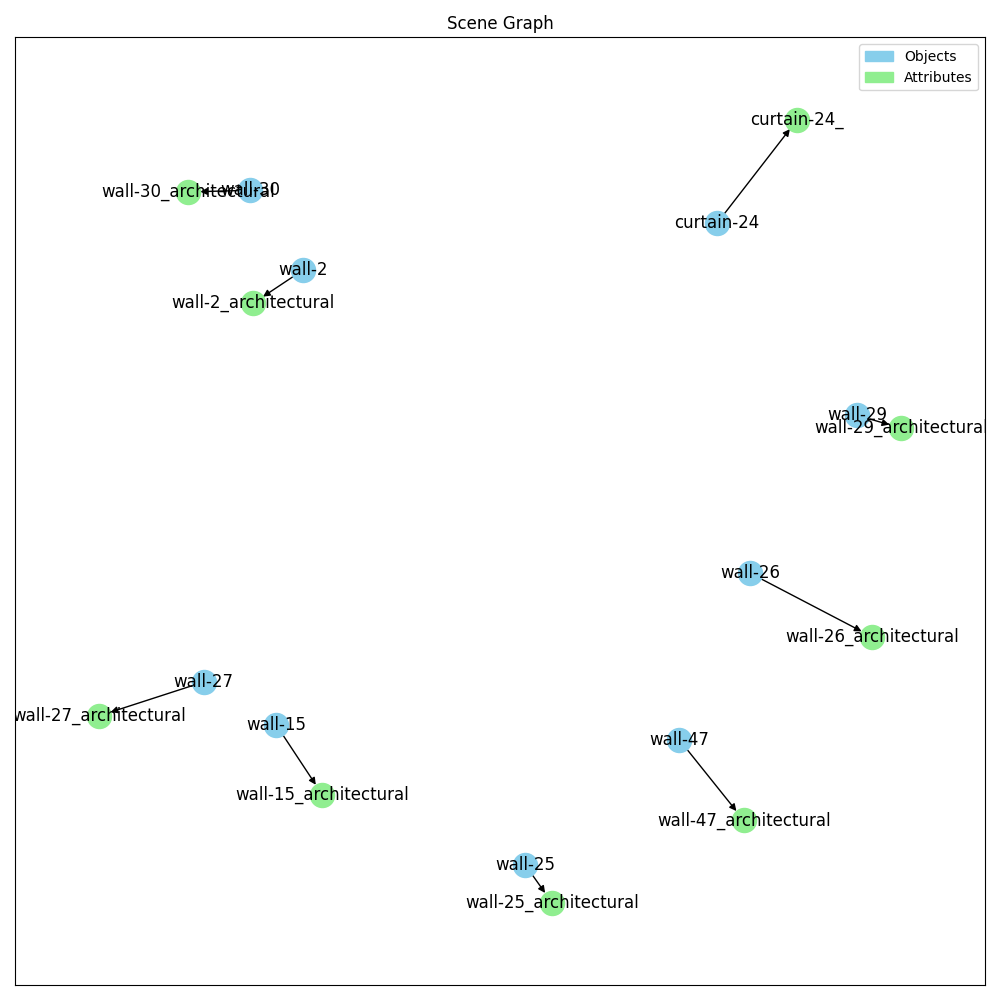 Scene Graph
Objects
Attributes
curtain-24_
wall-30_architectural
wall-30
curtain-24
wall-2
wall-2_architectural
wall-29
wall-29_architectural
wall-26
wall-26_architectural
wall-27
wall-27_architectural
wall-15
wall-47
wall-15_architectural
wall-47_architectural
wall-25
wall-25_architectural